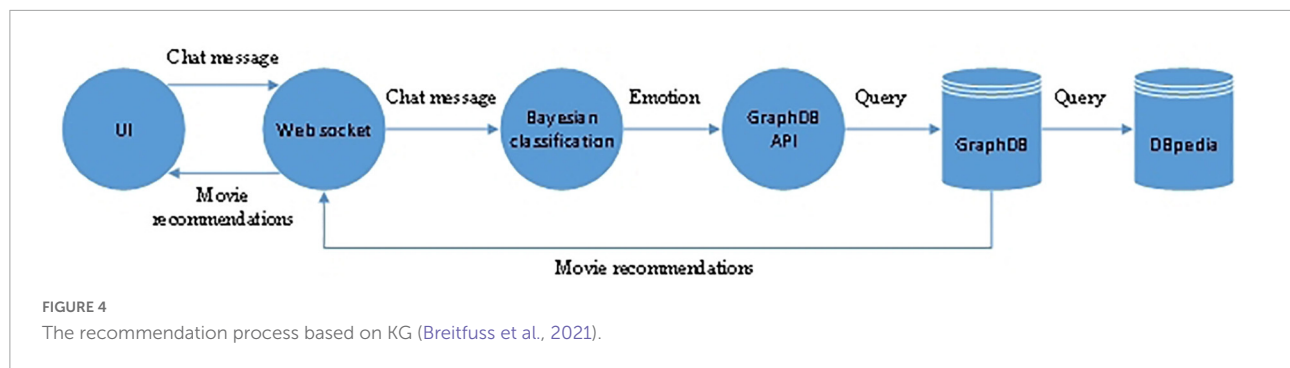 Chat message
Chat message
Emotion
Query
Query
UI
Web socket
Bayesian
classification
GraphDB
API
GraphDB
DBpedia
Movie
recommendations
Movie recommendations
FIGURE 4
The recommendation process based on KG (Breitfuss et al., 2021).